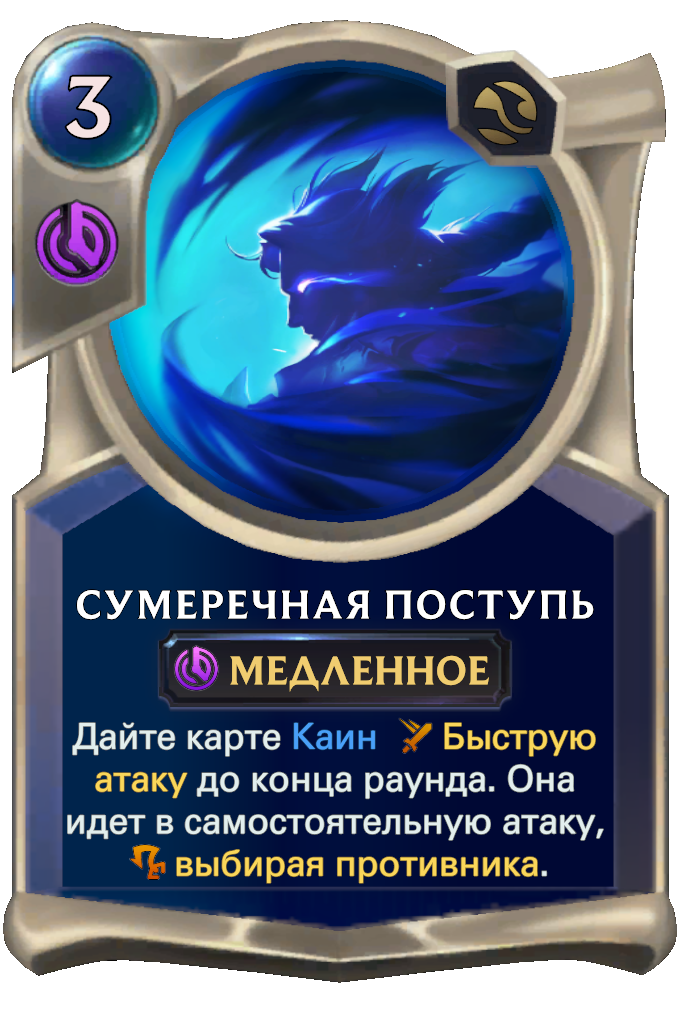 3
СУМЕРЕЧНАЯ ПОСТУПЬ
МЕДЛЕННОЕ
Дайте карте Каин Быструю
атаку до конца раунда. Она
идет в самостоятельную атаку,
выбирая противника.